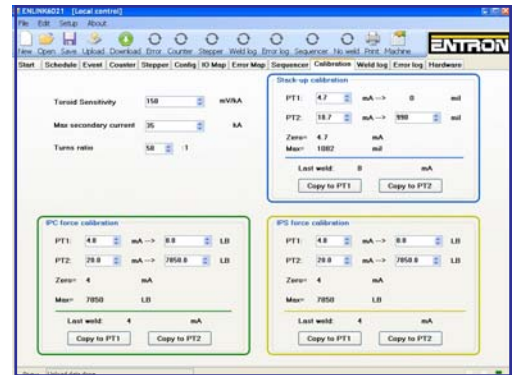 ENLINK6021 [Local control]
File Edit Setup About
New Open Save Upload Download Error Counter Stepper Weld log Error log Sequencer No weld Print Machine
ENTRON
Start Schedule Event Counter Stepper Config IO Map Error Map Sequencer Calibration Weld log Error log Hardware
Toroid Sensitivity 150 mV/kA
Max secondary current 35 kA
Turns ratio 50 :1
Stack-up calibration
PT1: 4.7 mA --> 0 mil
PT2: 18.7 mA --> 990 mil
Zero= 4.7 mA
Max= 1082 mil
Last weld: 0 mA
Copy to PT1 Copy to PT2
IPC force calibration
PT1: 4.0 mA --> 0.0 LB
PT2: 20.0 mA --> 7050.0 LB
Zero= 4 mA
Max= 7050 LB
Last weld: 4 mA
Copy to PT1 Copy to PT2
IPS force calibration
PT1: 4.0 mA --> 0.0 LB
PT2: 20.0 mA --> 7050.0 LB
Zero= 4 mA
Max= 7050 LB
Last weld: 4 mA
Copy to PT1 Copy to PT2